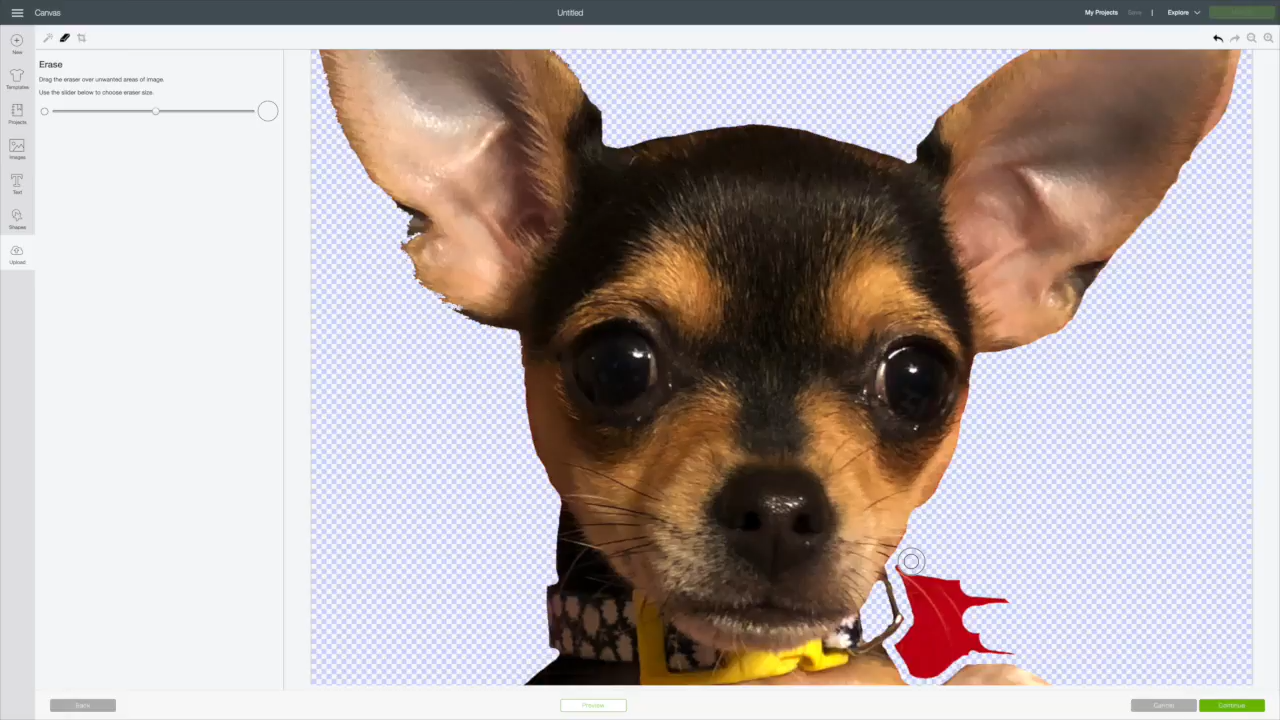 Canvas
Untitled
My Projects
Save
|
Explore
New
Templates
Projects
Images
Text
Shapes
Upload
Erase
Drag the eraser over unwanted areas of image.
Use the slider below to choose eraser size.
Back
Preview
Cancel
Continue